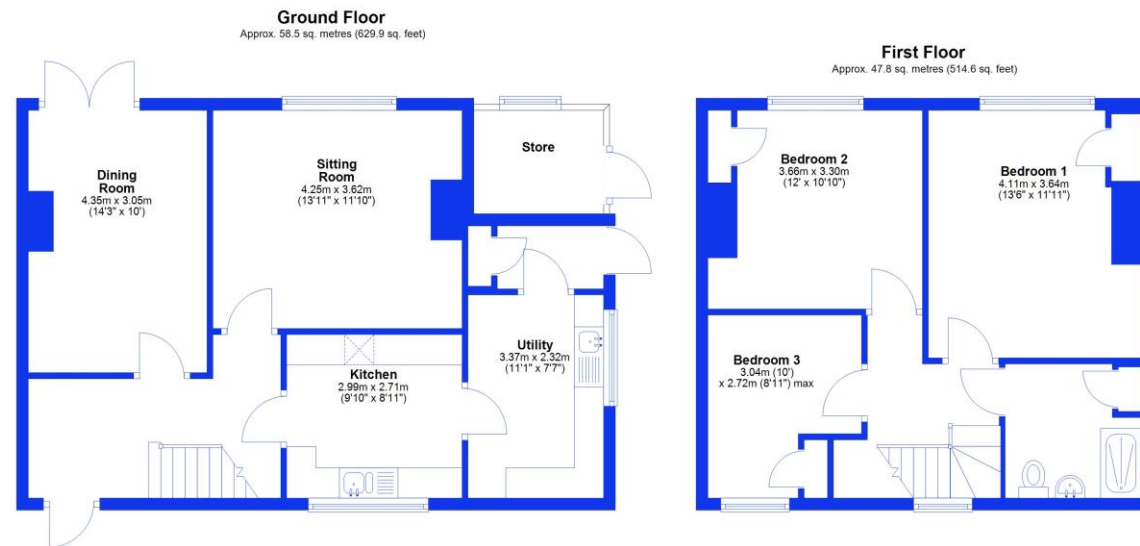 Ground Floor
Approx. 58.5 sq. metres (629.9 sq. feet)
Dining
Room
4.35m x 3.05m
(14'3" x 10')
Sitting
Room
4.25m x 3.62m
(13'11" x 11'10")
Store
Kitchen
2.99m x 2.71m
(9'10" x 8'11")
Utility
3.37m x 2.32m
(11'1" x 7'7")
First Floor
Approx. 47.8 sq. metres (514.6 sq. feet)
Bedroom 2
3.66m x 3.30m
(12' x 10'10")
Bedroom 1
4.11m x 3.64m
(13'6" x 11'11")
Bedroom 3
3.04m (10')
x 2.72m (8'11") max